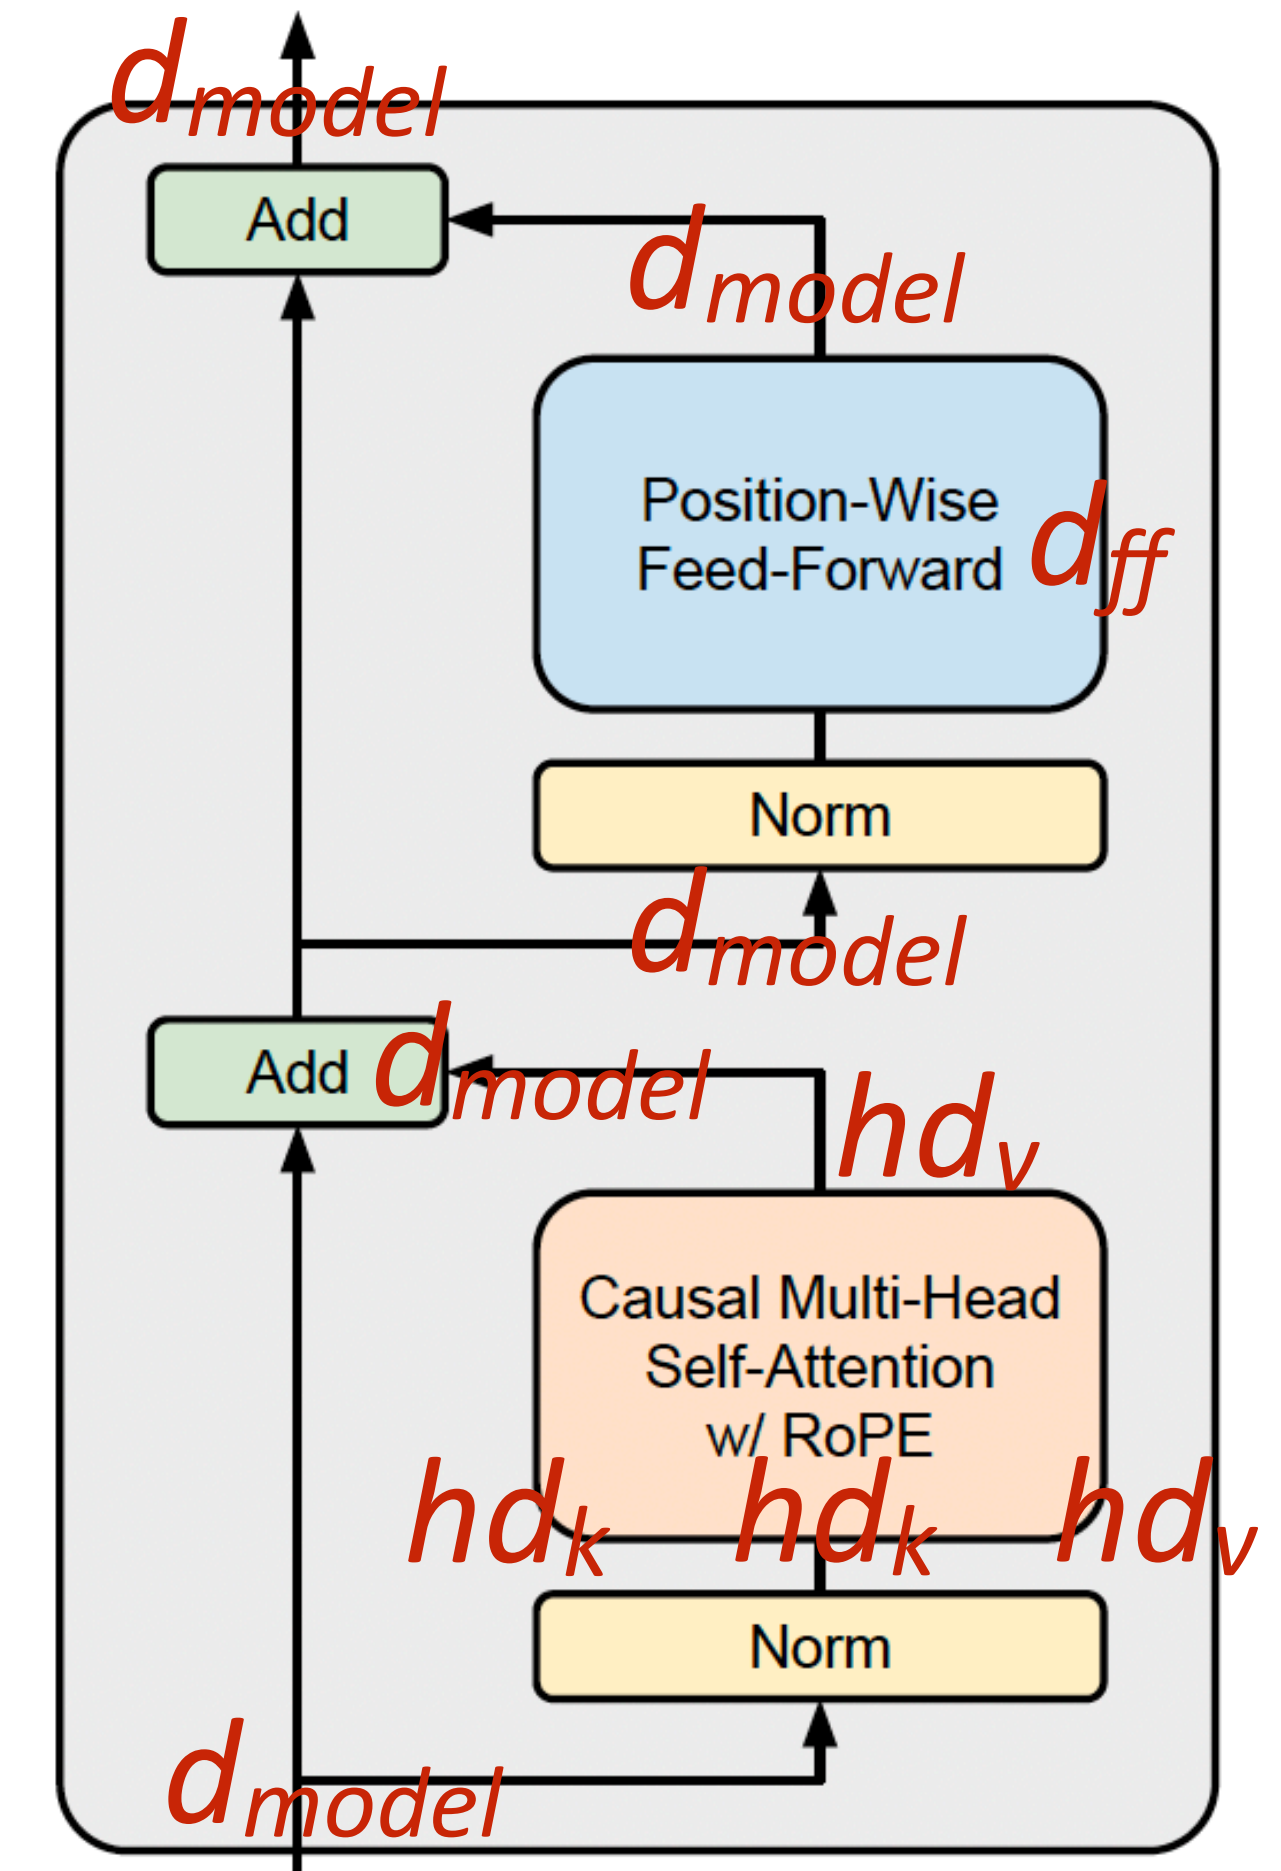 d_model
Add
d_model
Position-Wise
Feed-Forward
d_ff
Norm
d_model
Add
d_model
hd_v
Causal Multi-Head
Self-Attention
w/ RoPE
hd_k hd_k hd_v
Norm
d_model